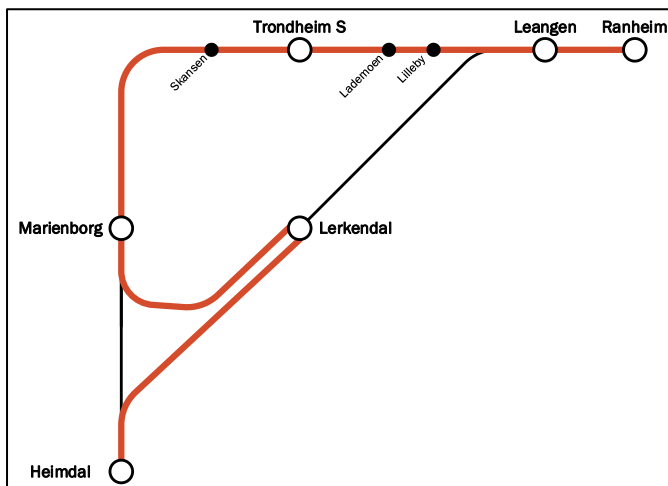 Trondheim S
Leangen
Ranheim
Skansen
Lademoen
Lilleby
Marienborg
Lerkendal
Heimdal